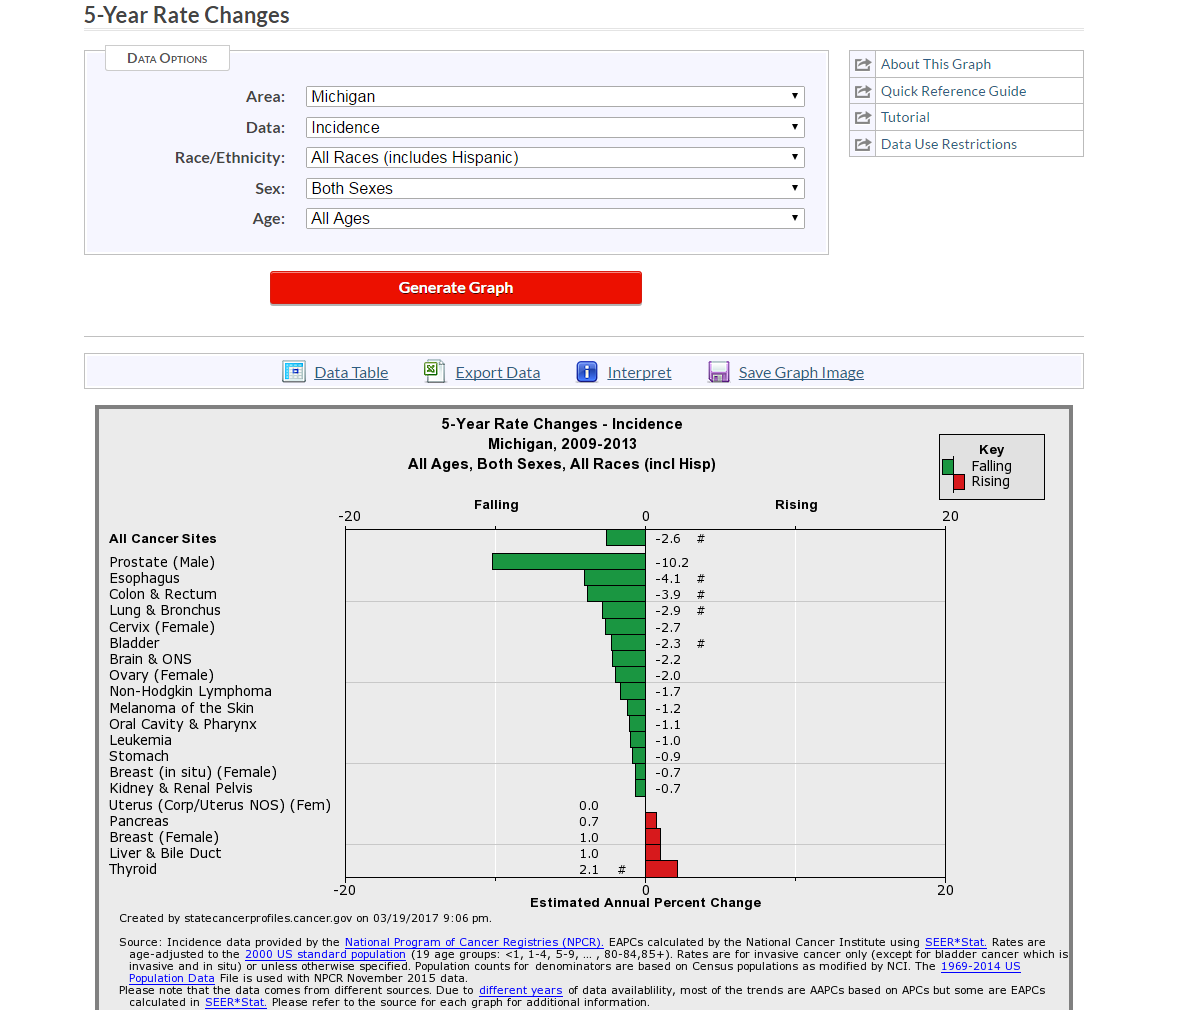 5-Year Rate Changes
Data Options
Area: Michigan
Data: Incidence
Race/Ethnicity: All Races (includes Hispanic)
Sex: Both Sexes
Age: All Ages
About This Graph
Quick Reference Guide
Tutorial
Data Use Restrictions
Generate Graph
Data Table Export Data Interpret Save Graph Image
5-Year Rate Changes - Incidence
Michigan, 2009-2013
All Ages, Both Sexes, All Races (incl Hisp)
Key
Falling
Rising
Falling Rising
-20 0 20
All Cancer Sites -2.6 #
Prostate (Male) -10.2
Esophagus -4.1 #
Colon & Rectum -3.9 #
Lung & Bronchus -2.9 #
Cervix (Female) -2.7
Bladder -2.3 #
Brain & ONS -2.2
Ovary (Female) -2.0
Non-Hodgkin Lymphoma -1.7
Melanoma of the Skin -1.2
Oral Cavity & Pharynx -1.1
Leukemia -1.0
Stomach -0.9
Breast (in situ) (Female) -0.7
Kidney & Renal Pelvis -0.7
Uterus (Corp/Uterus NOS) (Fem) 0.0
Pancreas 0.7
Breast (Female) 1.0
Liver & Bile Duct 1.0
Thyroid 2.1 #
-20 0 20
Estimated Annual Percent Change
Created by statecancerprofiles.cancer.gov on 03/19/2017 9:06 pm.
Source: Incidence data provided by the National Program of Cancer Registries (NPCR). EAPCs calculated by the National Cancer Institute using SEER*Stat. Rates are
age-adjusted to the 2000 US standard population (19 age groups: <1, 1-4, 5-9, ... , 80-84,85+). Rates are for invasive cancer only (except for bladder cancer which is
invasive and in situ) or unless otherwise specified. Population counts for denominators are based on Census populations as modified by NCI. The 1969-2014 US
Population Data File is used with NPCR November 2015 data.
Please note that the data comes from different sources. Due to different years of data availablility, most of the trends are AAPCs based on APCs but some are EAPCs
calculated in SEER*Stat. Please refer to the source for each graph for additional information.